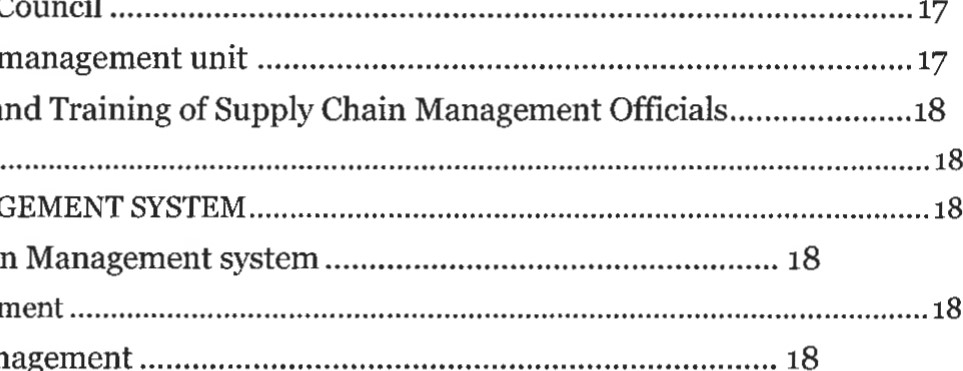 Council ........................................................................................ 17
management unit ........................................................................ 17
and Training of Supply Chain Management Officials.....................18
....................................................................................................... 18
GEMENT SYSTEM........................................................................... 18
n Management system .................................................. 18
ment ............................................................................................... 18
nagement ...................................................................... 18